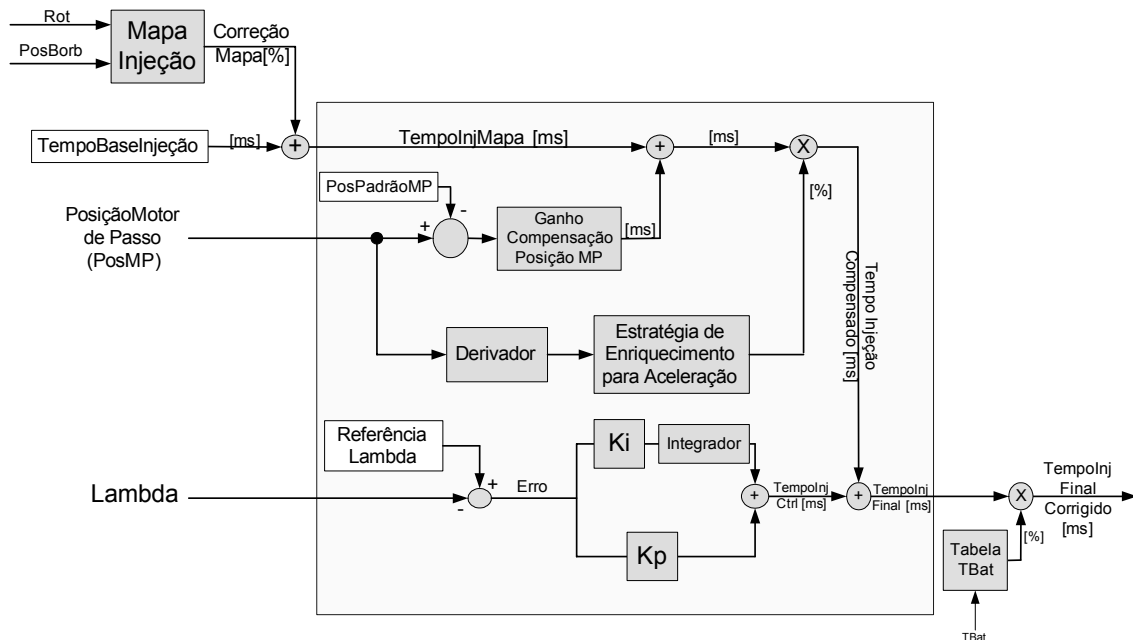 Rot
PosBorb
Mapa
Injeção
Correção
Mapa[%]
TempoBaseInjeção
[ms]
+
TempoInjMapa [ms]
+
[ms]
X
[%]
PosPadrãoMP
-
+
PosiçãoMotor
de Passo
(PosMP)
Ganho
Compensação
Posição MP
[ms]
Tempo Injeção
Compensado [ms]
Derivador
Estratégia de
Enriquecimento
para Aceleração
Referência
Lambda
Ki
Integrador
Lambda
+
-
Erro
+
TempoInj
Ctrl [ms]
+
TempoInj
Final [ms]
X
TempoInj
Final
Corrigido
[ms]
[%]
Kp
Tabela
TBat
TBat